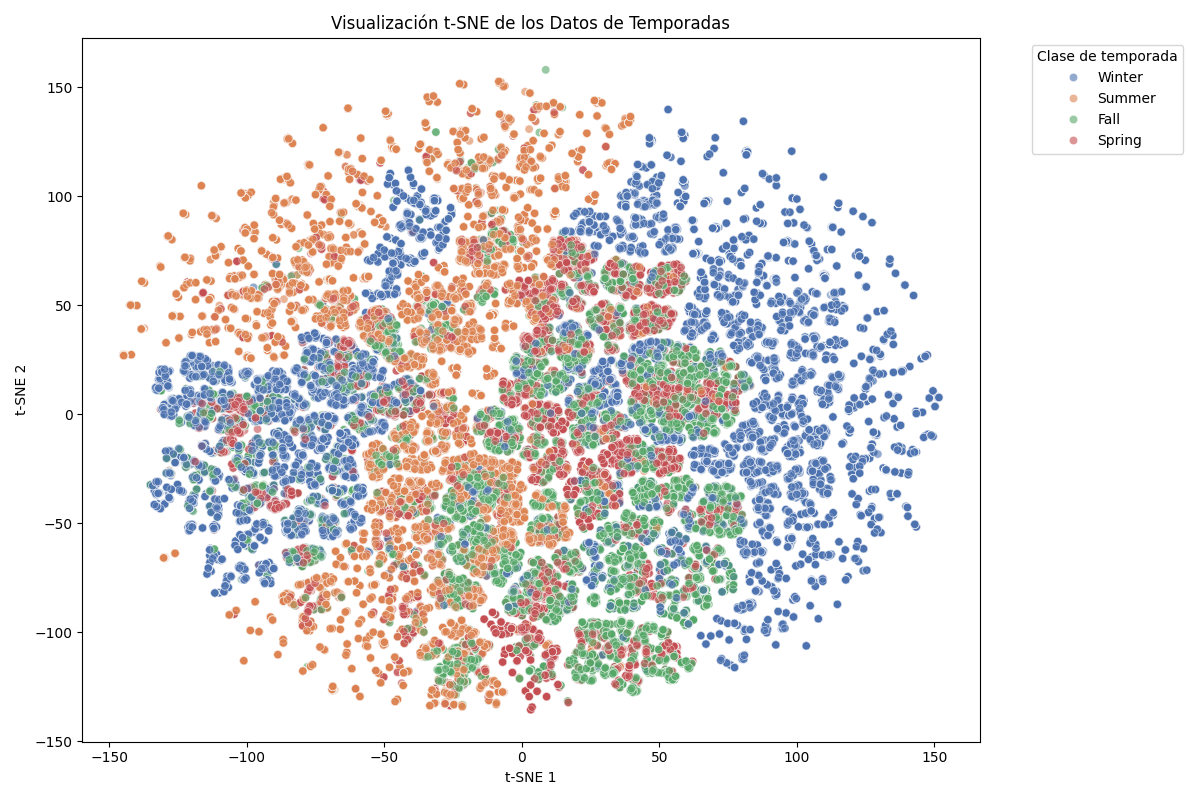 Visualización t-SNE de los Datos de Temporadas
Clase de temporada
Winter
Summer
Fall
Spring
150
100
50
0
−50
−100
−150
t-SNE 2
−150
−100
−50
0
50
100
150
t-SNE 1